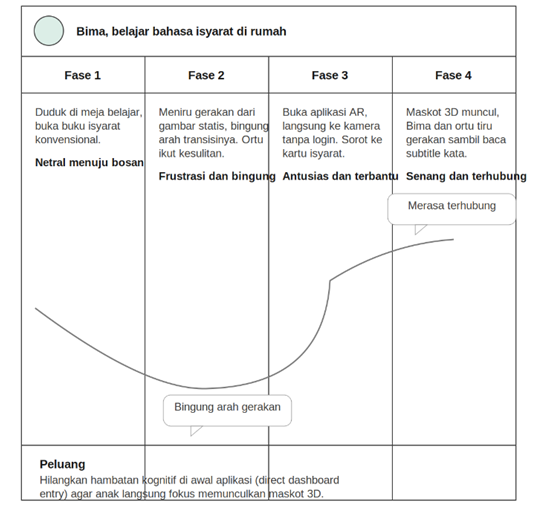 Bima, belajar bahasa isyarat di rumah
Fase 1
Fase 2
Fase 3
Fase 4
Duduk di meja belajar,
buka buku isyarat
konvensional.
Netral menuju bosan
Meniru gerakan dari
gambar statis, bingung
arah transisinya. Ortu
ikut kesulitan.
Frustrasi dan bingung
Buka aplikasi AR,
langsung ke kamera
tanpa login. Sorot ke
kartu isyarat.
Antusias dan terbantu
Maskot 3D muncul,
Bima dan ortu tiru
gerakan sambil baca
subtitle kata.
Senang dan terhubung
Merasa terhubung
Bingung arah gerakan
Peluang
Hilangkan hambatan kognitif di awal aplikasi (direct dashboard
entry) agar anak langsung fokus memunculkan maskot 3D.